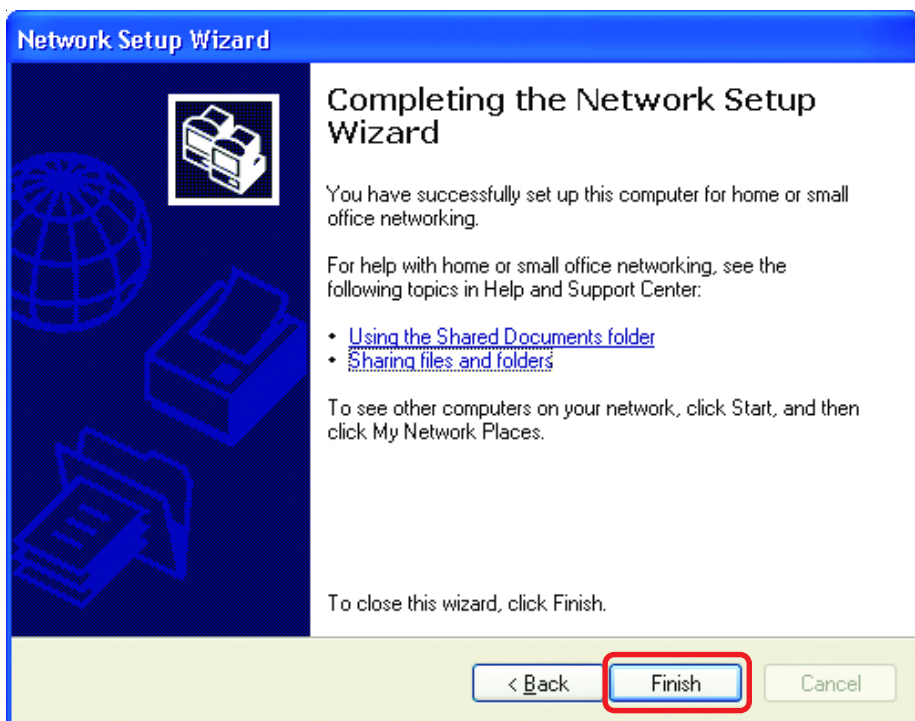 Network Setup Wizard
Completing the Network Setup
Wizard
You have successfully set up this computer for home or small
office networking.
For help with home or small office networking, see the
following topics in Help and Support Center:
• Using the Shared Documents folder
• Sharing files and folders
To see other computers on your network, click Start, and then
click My Network Places.
To close this wizard, click Finish.
< Back Finish Cancel